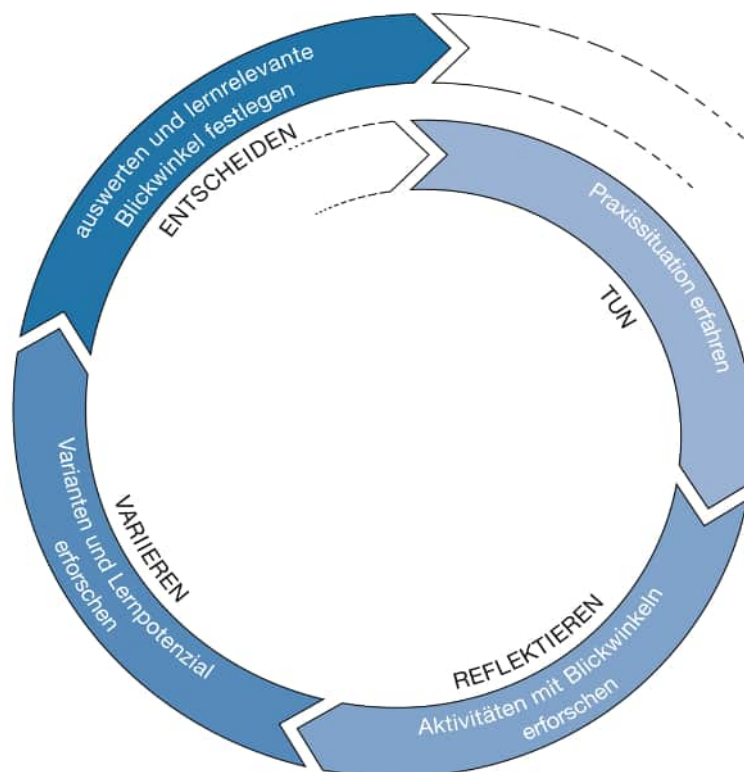 auswerten und lernrelevante
Blickwinkel festlegen
ENTSCHEIDEN
Praxissituation erfahren
TUN
VARIIEREN
Varianten und Lernpotenzial
erforschen
REFLEKTIEREN
Aktivitäten mit Blickwinkeln
erforschen